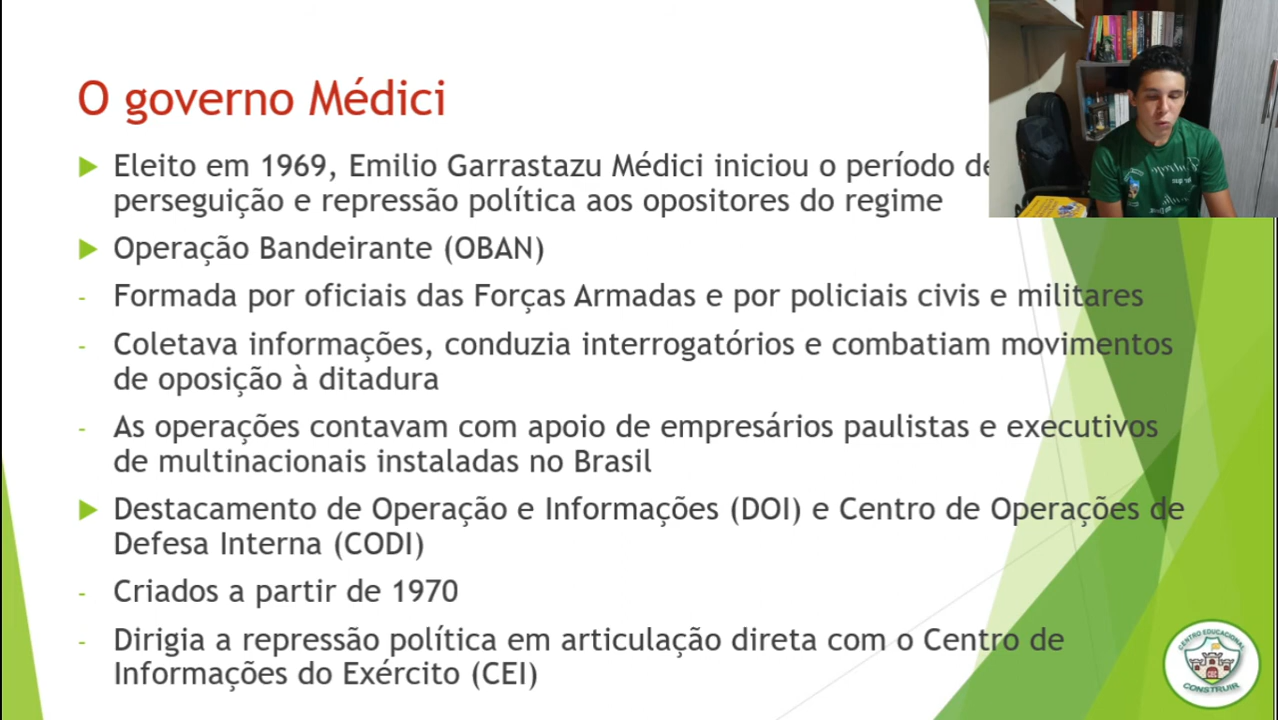 O governo Médici
Eleito em 1969, Emilio Garrastazu Médici iniciou o período de
perseguição e repressão política aos opositores do regime
Operação Bandeirante (OBAN)
- Formada por oficiais das Forças Armadas e por policiais civis e militares
- Coletava informações, conduzia interrogatórios e combatiam movimentos
de oposição à ditadura
- As operações contavam com apoio de empresários paulistas e executivos
de multinacionais instaladas no Brasil
Destacamento de Operação e Informações (DOI) e Centro de Operações de
Defesa Interna (CODI)
- Criados a partir de 1970
- Dirigia a repressão política em articulação direta com o Centro de
Informações do Exército (CEI)
CENTRO EDUCACIONAL
CEC
CONSTRUIR